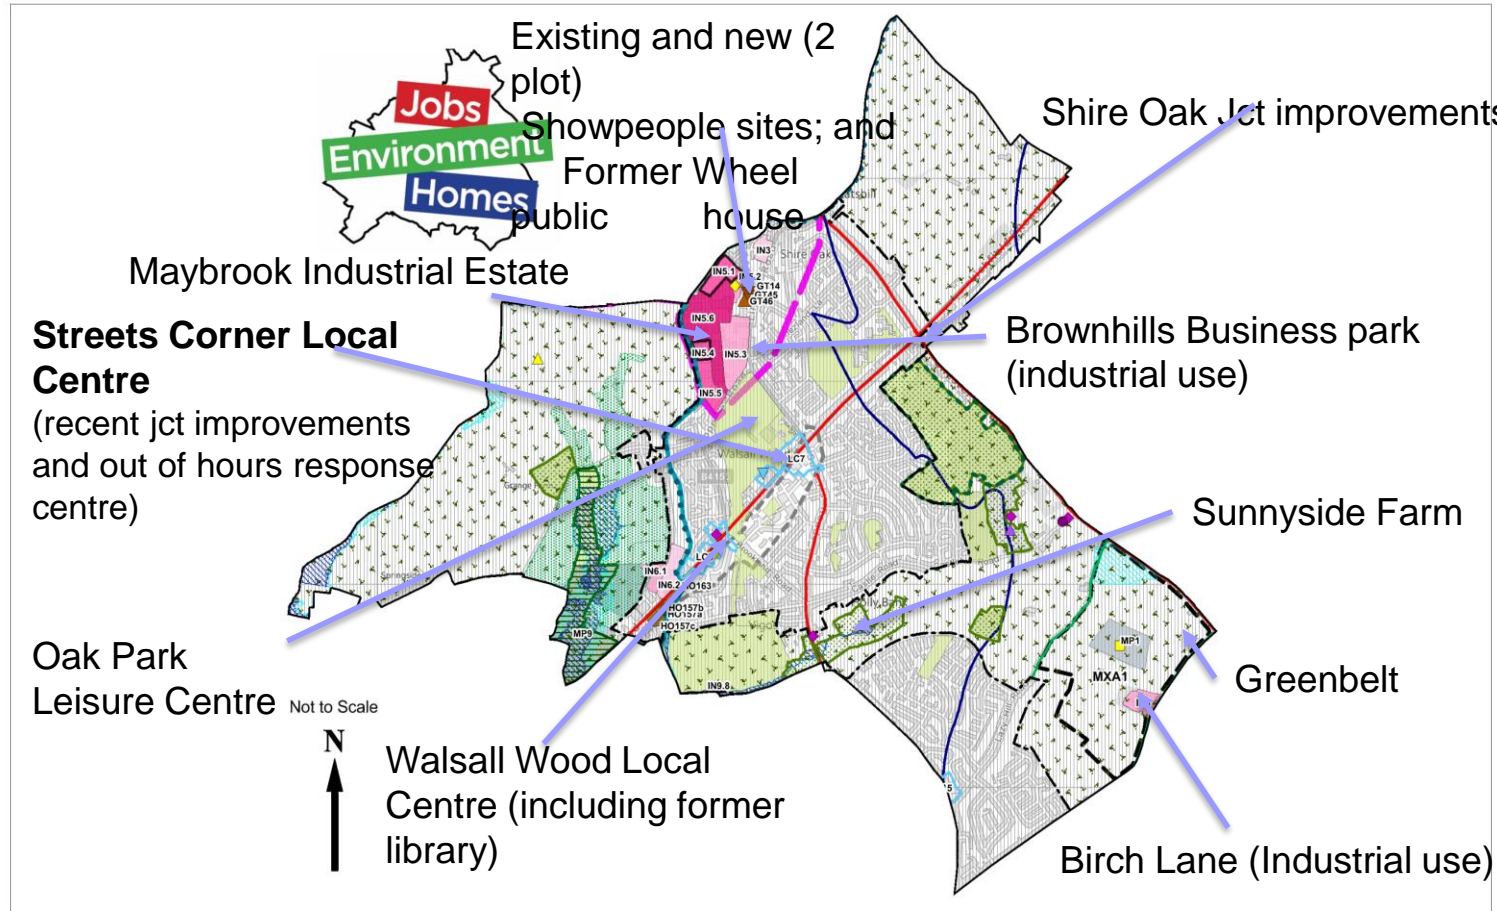 Existing and new (2
plot)
Showpeople sites; and
Former Wheel
public house
Jobs
Environment
Homes
Shire Oak Jct improvements
Maybrook Industrial Estate
Streets Corner Local
Centre
(recent jct improvements
and out of hours response
centre)
Brownhills Business park
(industrial use)
Sunnyside Farm
Oak Park
Leisure Centre
Not to Scale
N
Walsall Wood Local
Centre (including former
library)
Greenbelt
Birch Lane (Industrial use)
IN3
IN5.1
GT14
GT46
IN5.6
IN5.4
IN5.3
IN5.5
LC7
IN6.1
IN6.2
HO157b
HO157c
MP9
IN9.8
MP1
MXA1